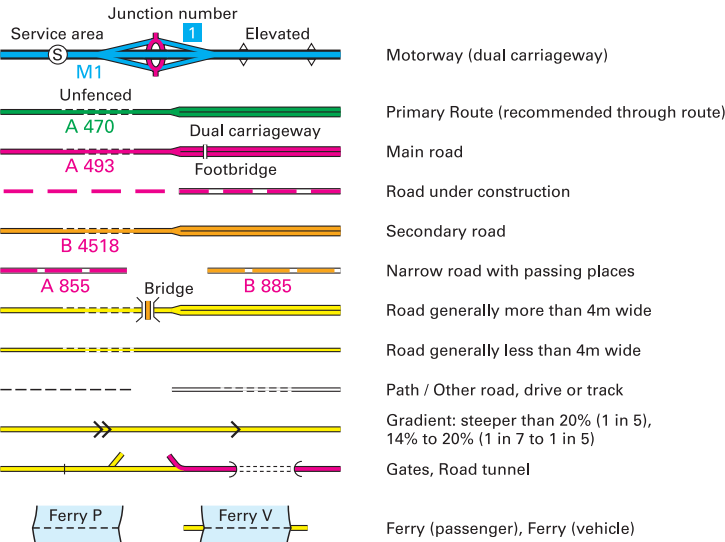 Junction number
Service area
1
Elevated
S
M1
Motorway (dual carriageway)
Unfenced
A 470
Primary Route (recommended through route)
Dual carriageway
A 493
Footbridge
Main road
Road under construction
B 4518
Secondary road
A 855
B 885
Narrow road with passing places
Bridge
Road generally more than 4m wide
Road generally less than 4m wide
Path / Other road, drive or track
Gradient: steeper than 20% (1 in 5),
14% to 20% (1 in 7 to 1 in 5)
Gates, Road tunnel
Ferry P
Ferry V
Ferry (passenger), Ferry (vehicle)